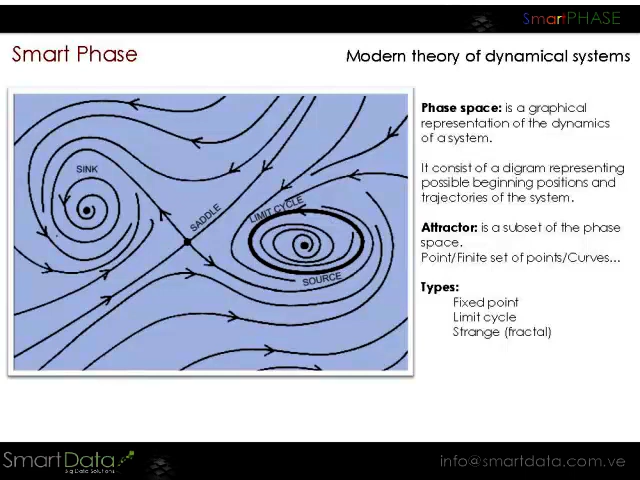 SmartPHASE
Smart Phase
Modern theory of dynamical systems
SINK
SADDLE
LIMIT CYCLE
SOURCE
Phase space: is a graphical
representation of the dynamics
of a system.
It consist of a digram representing
possible beginning positions and
trajectories of the system.
Attractor: is a subset of the phase
space.
Point/Finite set of points/Curves...
Types:
Fixed point
Limit cycle
Strange (fractal)
SmartData
Big Data Solutions
info@smartdata.com.ve